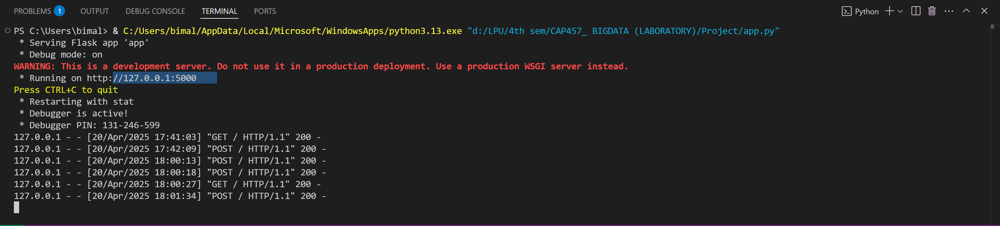 PROBLEMS 1 OUTPUT DEBUG CONSOLE TERMINAL PORTS Python
PS C:\Users\bimal> & C:/Users/bimal/AppData/Local/Microsoft/WindowsApps/python3.13.exe "d:/LPU/4th sem/CAP457_ BIGDATA (LABORATORY)/Project/app.py"
 * Serving Flask app 'app'
 * Debug mode: on
WARNING: This is a development server. Do not use it in a production deployment. Use a production WSGI server instead.
 * Running on http://127.0.0.1:5000
Press CTRL+C to quit
 * Restarting with stat
 * Debugger is active!
 * Debugger PIN: 131-246-599
127.0.0.1 - - [20/Apr/2025 17:41:03] "GET / HTTP/1.1" 200 -
127.0.0.1 - - [20/Apr/2025 17:42:09] "POST / HTTP/1.1" 200 -
127.0.0.1 - - [20/Apr/2025 18:00:13] "POST / HTTP/1.1" 200 -
127.0.0.1 - - [20/Apr/2025 18:00:18] "POST / HTTP/1.1" 200 -
127.0.0.1 - - [20/Apr/2025 18:00:27] "GET / HTTP/1.1" 200 -
127.0.0.1 - - [20/Apr/2025 18:01:34] "POST / HTTP/1.1" 200 -